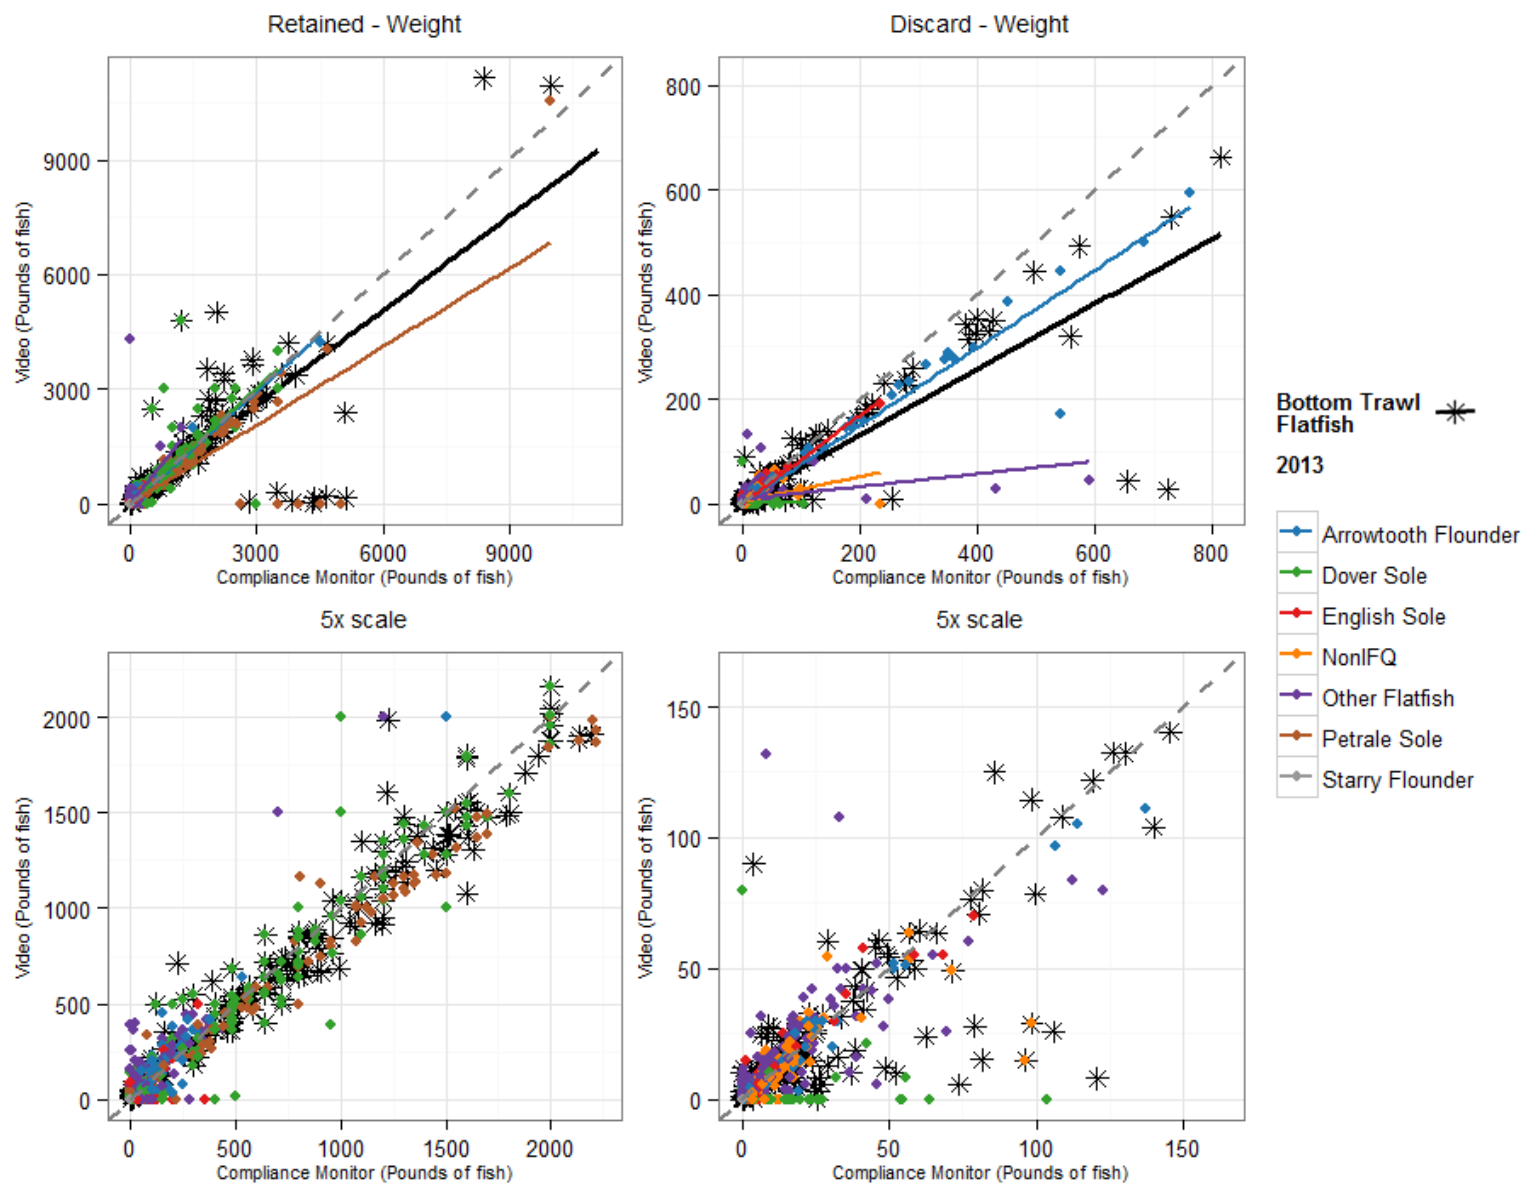 Retained - Weight
Discard - Weight
Video (Pounds of fish)
9000
6000
3000
0
0 3000 6000 9000
Compliance Monitor (Pounds of fish)
Video (Pounds of fish)
800
600
400
200
0
0 200 400 600 800
Compliance Monitor (Pounds of fish)
5x scale
5x scale
Video (Pounds of fish)
2000
1500
1000
500
0
0 500 1000 1500 2000
Compliance Monitor (Pounds of fish)
Video (Pounds of fish)
150
100
50
0
0 50 100 150
Compliance Monitor (Pounds of fish)
Bottom Trawl
Flatfish
2013
Arrowtooth Flounder
Dover Sole
English Sole
NonIFQ
Other Flatfish
Petrale Sole
Starry Flounder